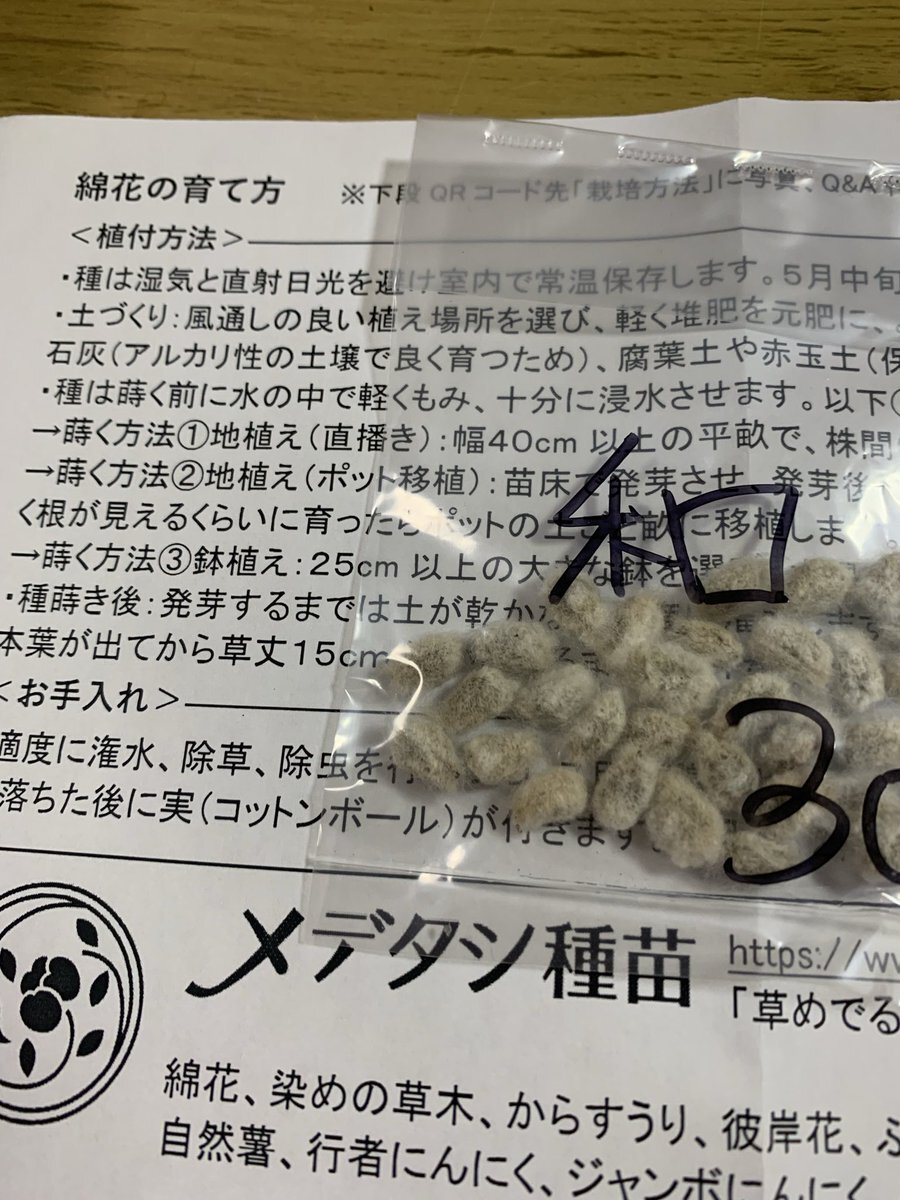 綿花の育て方 ※下段QRコード先「栽培方法」に写真、Q&A
<植付方法>
・種は湿気と直射日光を避け室内で常温保存します。5月中旬
・土づくり：風通しの良い植え場所を選び、軽く堆肥を元肥に、
石灰（アルカリ性の土壌で良く育つため）、腐葉土や赤玉土（保
・種は蒔く前に水の中で軽くもみ、十分に浸水させます。以下
→蒔く方法①地植え（直播き）：幅40cm以上の平畝で、株間
→蒔く方法②地植え（ポット移植）：苗床で発芽させ、発芽後
く根が見えるくらいに育ったらポットの土ごと畝に移植しま
→蒔く方法③鉢植え：25cm以上の大きな鉢を選
・種蒔き後：発芽するまでは土が乾かな
本葉が出てから草丈15cm
<お手入れ>
適度に潅水、除草、除虫を行
落ちた後に実（コットンボール）が付きます
和
30
メデタシ種苗 https://w
「草めでる
綿花、染めの草木、からすうり、彼岸花、ふ
自然薯、行者にんにく、ジャンボにんにく、